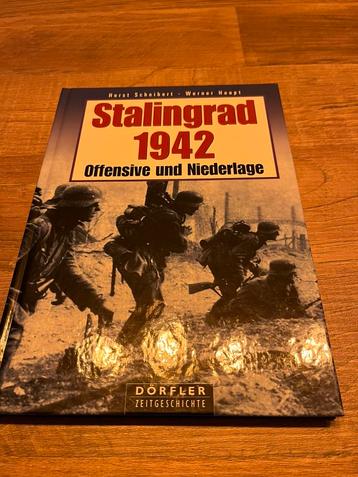 Horst Scheibert · Werner Haupt
Stalingrad
1942
Offensive und Niederlage
DÖRFLER
ZEITGESCHICHTE